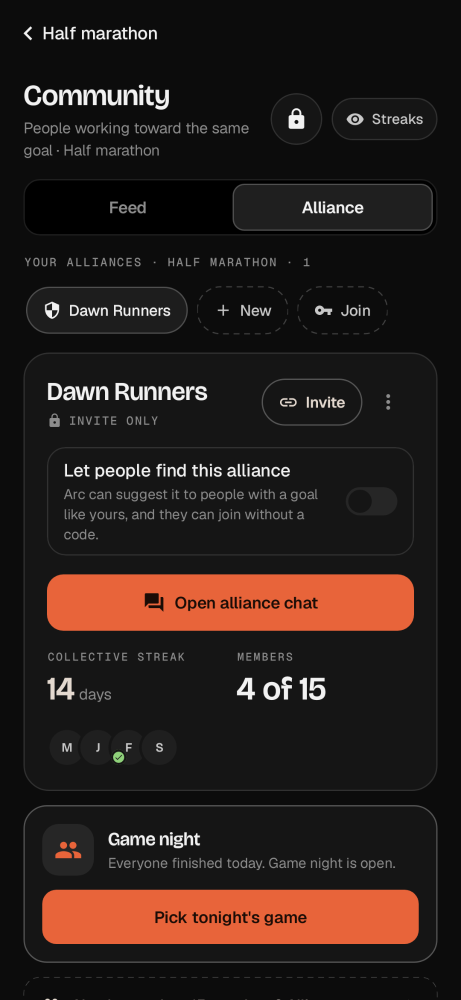 Half marathon
Community
People working toward the same
goal · Half marathon
Streaks
Feed
Alliance
YOUR ALLIANCES · HALF MARATHON · 1
Dawn Runners
New
Join
Dawn Runners
INVITE ONLY
Invite
Let people find this alliance
Arc can suggest it to people with a goal
like yours, and they can join without a
code.
Open alliance chat
COLLECTIVE STREAK
14 days
MEMBERS
4 of 15
M J F S
Game night
Everyone finished today. Game night is open.
Pick tonight's game